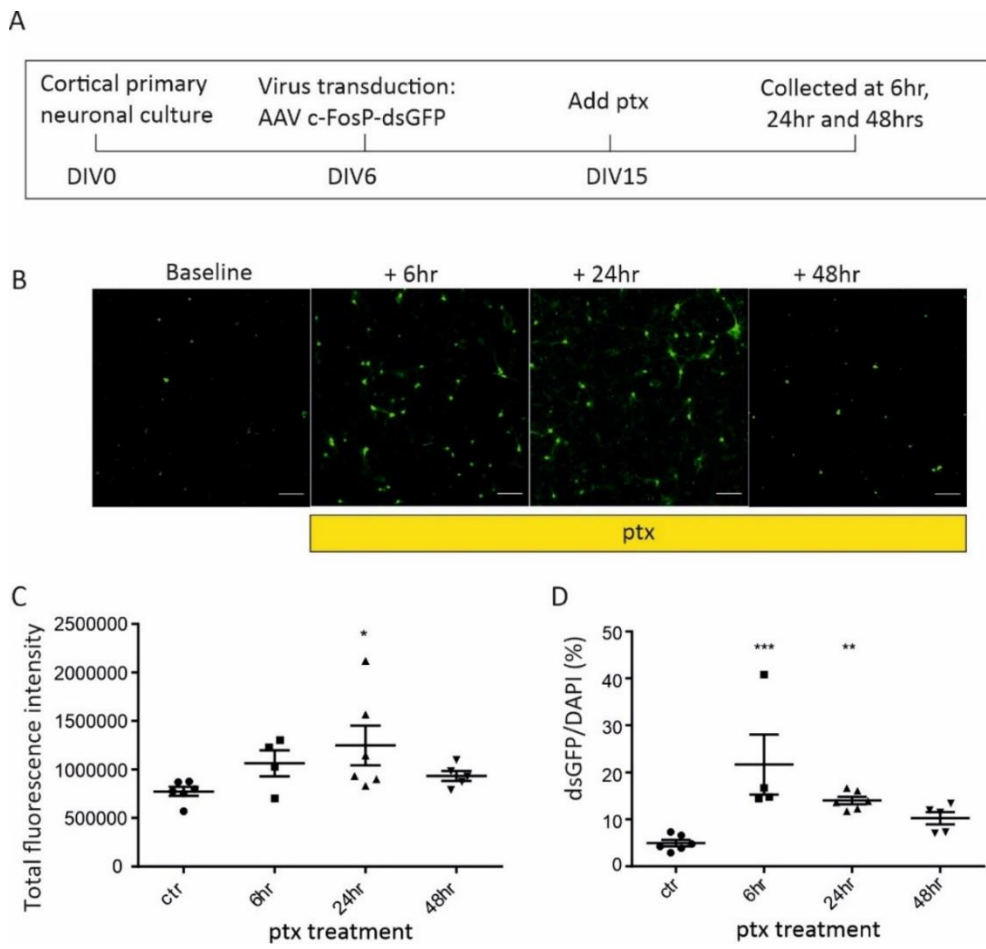 A
Cortical primary
neuronal culture
Virus transduction:
AAV c-FosP-dsGFP
Add ptx
Collected at 6hr,
24hr and 48hrs
DIV0
DIV6
DIV15
B
Baseline
+ 6hr
+ 24hr
+ 48hr
ptx
C
Total fluorescence intensity
2500000
2000000
1500000
1000000
500000
0
*
ctr
6hr
24hr
48hr
ptx treatment
D
dsGFP/DAPI (%)
50
40
30
20
10
0
***
**
ctr
6hr
24hr
48hr
ptx treatment